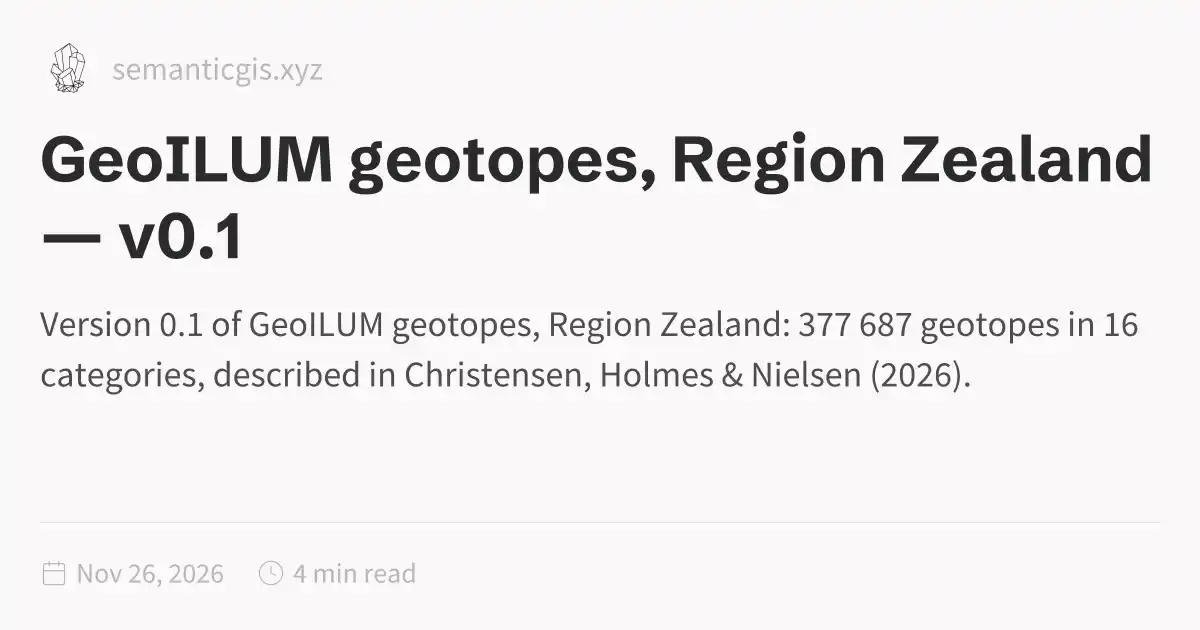 semanticgis.xyz
GeoILUM geotopes, Region Zealand
— v0.1
Version 0.1 of GeoILUM geotopes, Region Zealand: 377 687 geotopes in 16
categories, described in Christensen, Holmes & Nielsen (2026).
Nov 26, 2026 4 min read